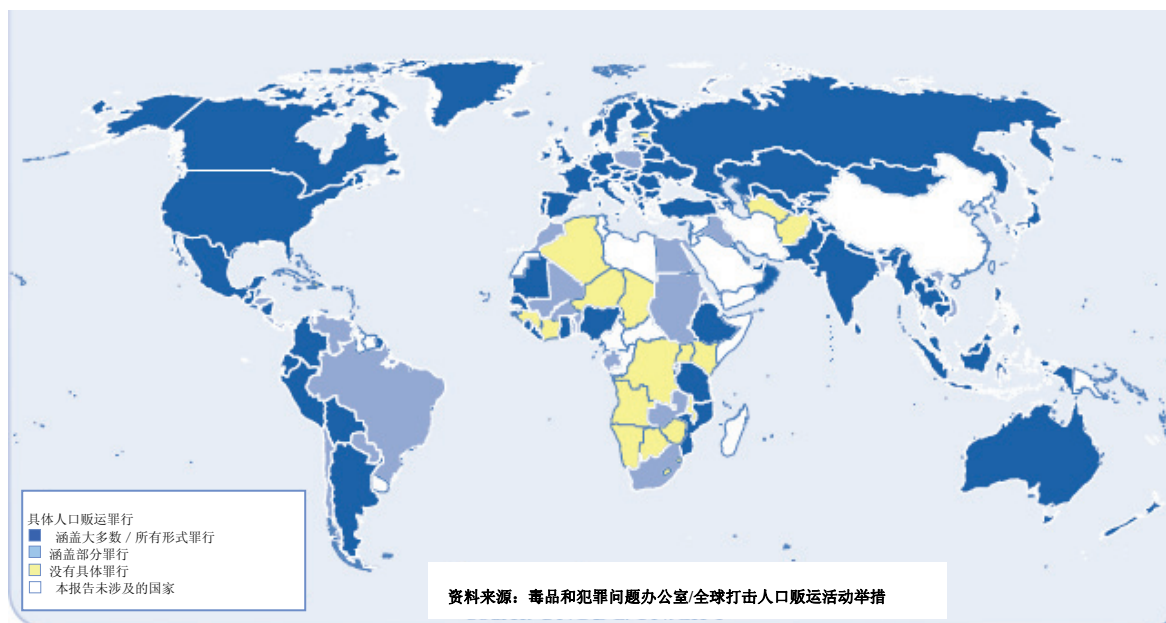 具体人口贩运罪行
涵盖大多数 / 所有形式罪行
涵盖部分罪行
没有具体罪行
本报告未涉及的国家
资料来源：毒品和犯罪问题办公室/全球打击人口贩运活动举措